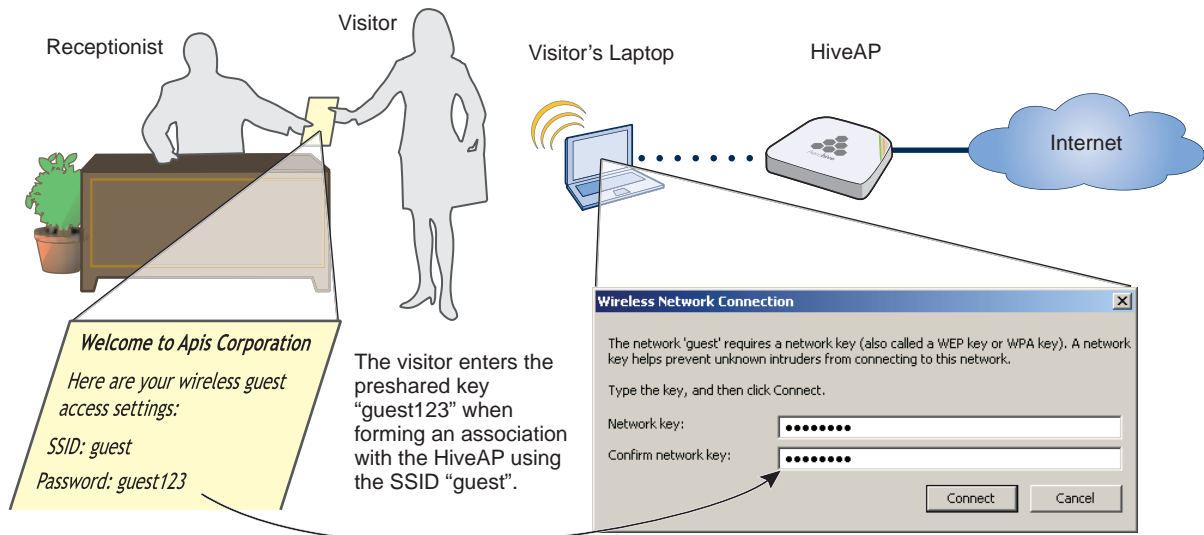 Receptionist
Visitor
Visitor's Laptop
HiveAP
Internet
Welcome to Apis Corporation
Here are your wireless guest
access settings:
SSID: guest
Password: guest123
The visitor enters the
preshared key
“guest123” when
forming an association
with the HiveAP using
the SSID “guest”.
Wireless Network Connection
The network 'guest' requires a network key (also called a WEP key or WPA key). A network
key helps prevent unknown intruders from connecting to this network.
Type the key, and then click Connect.
Network key:
Confirm network key:
Connect
Cancel